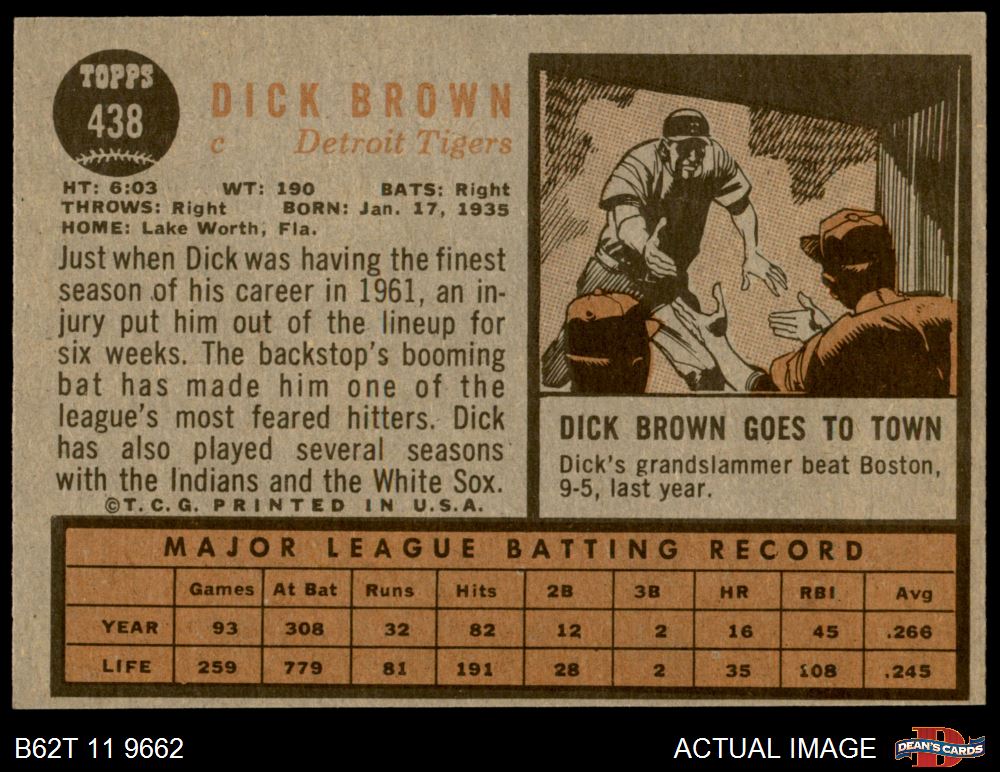 TOPPS
438
DICK BROWN
c Detroit Tigers
HT: 6:03 WT: 190 BATS: Right
THROWS: Right BORN: Jan. 17, 1935
HOME: Lake Worth, Fla.
Just when Dick was having the finest
season of his career in 1961, an in-
jury put him out of the lineup for
six weeks. The backstop's booming
bat has made him one of the
league's most feared hitters. Dick
has also played several seasons
with the Indians and the White Sox.
©T. C. G. PRINTED IN U.S.A.
DICK BROWN GOES TO TOWN
Dick's grandslammer beat Boston,
9-5, last year.
MAJOR LEAGUE BATTING RECORD
Games At Bat Runs Hits 2B 3B HR RBI Avg
YEAR 93 308 32 82 12 2 16 45 .266
LIFE 259 779 81 191 28 2 35 108 .245
B62T 11 9662
ACTUAL IMAGE
D
DEAN'S CARDS